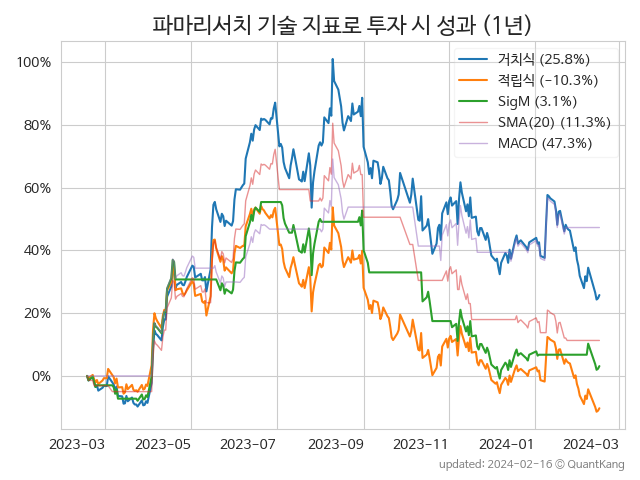 파마리서치 기술 지표로 투자 시 성과 (1년)
거치식 (25.8%)
적립식 (−10.3%)
SigM (3.1%)
SMA(20) (11.3%)
MACD (47.3%)
100%
80%
60%
40%
20%
0%
2023−03 2023−05 2023−07 2023−09 2023−11 2024−01 2024−03
updated: 2024−02−16 ⓒ QuantKang